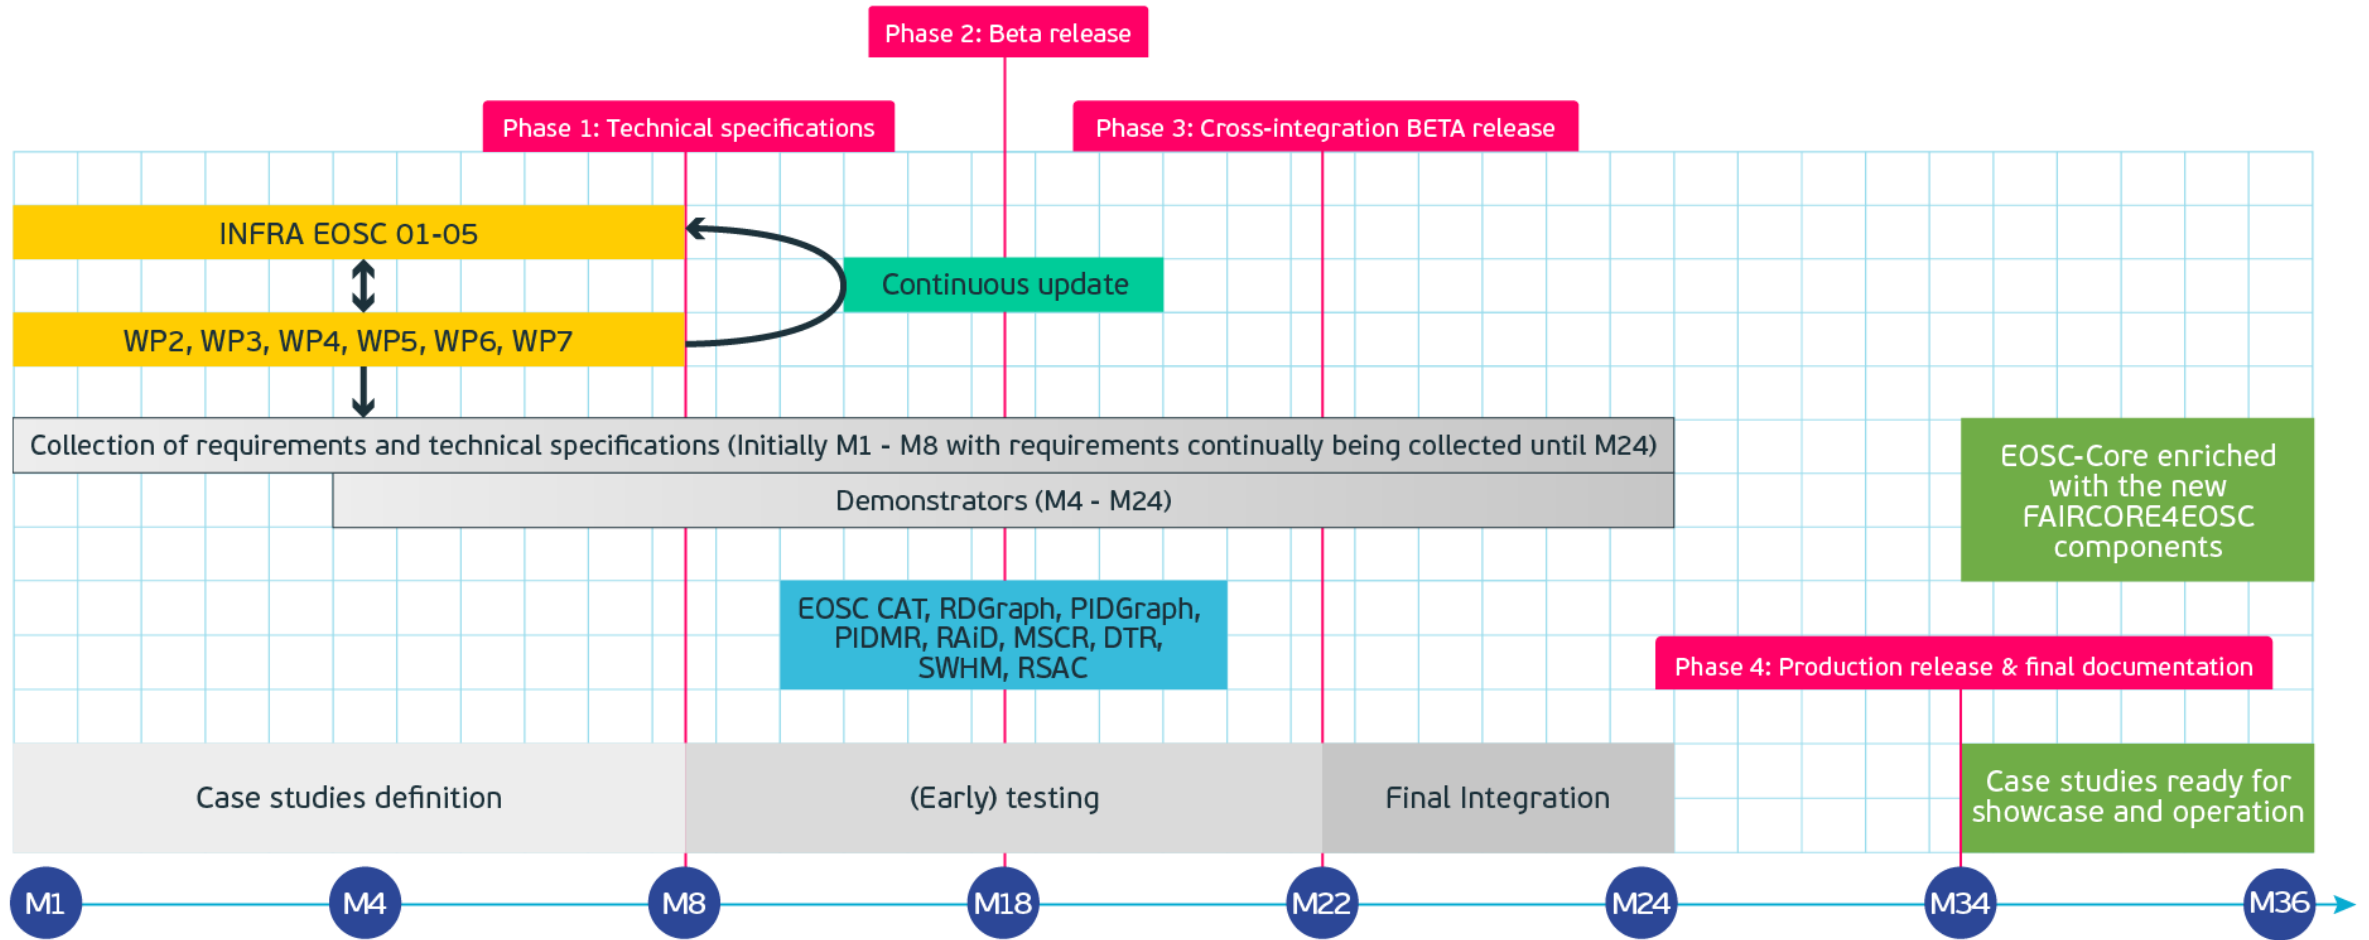 Phase 2: Beta release
Phase 1: Technical specifications
Phase 3: Cross-integration BETA release
INFRA EOSC 01-05
Continuous update
WP2, WP3, WP4, WP5, WP6, WP7
Collection of requirements and technical specifications (Initially M1 - M8 with requirements continually being collected until M24)
Demonstrators (M4 - M24)
EOSC-Core enriched
with the new
FAIRCORE4EOSC
components
EOSC CAT, RDGraph, PIDGraph,
PIDMR, RAiD, MSCR, DTR,
SWHM, RSAC
Phase 4: Production release & final documentation
Case studies definition
(Early) testing
Final Integration
Case studies ready for
showcase and operation
M1
M4
M8
M18
M22
M24
M34
M36